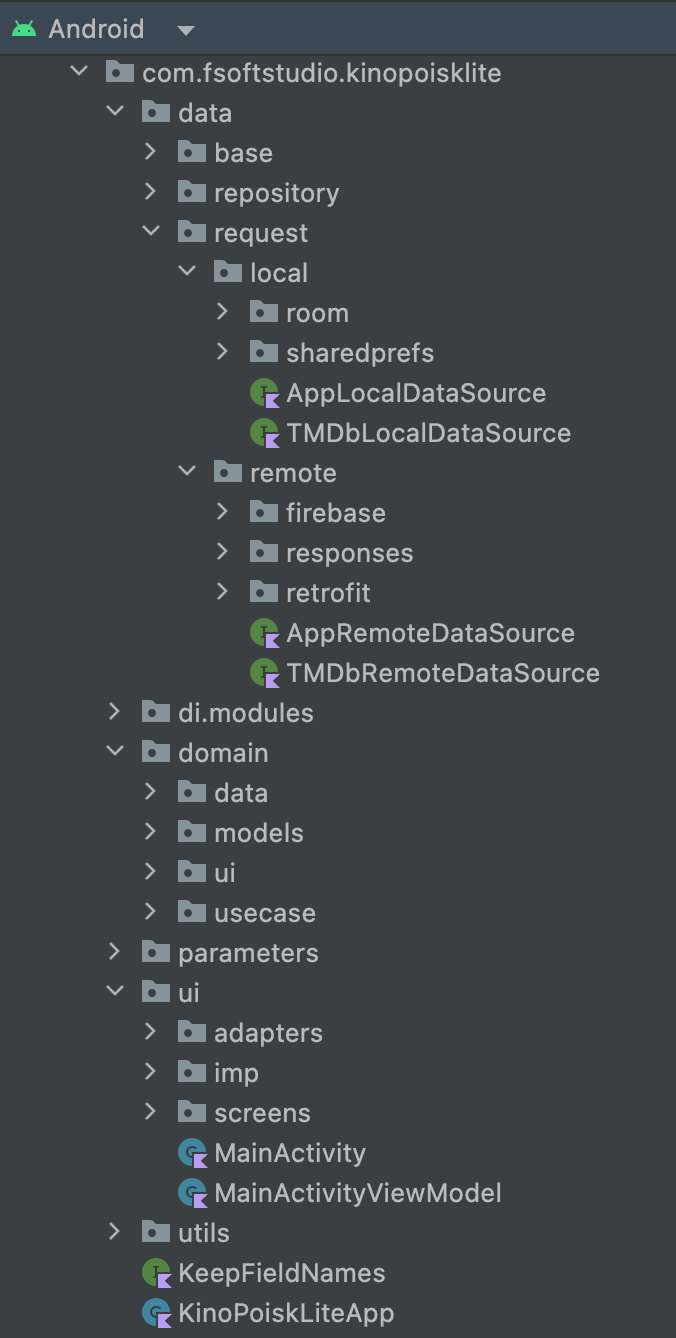 Android
com.fsoftstudio.kinopoisklite
data
base
repository
request
local
room
sharedprefs
AppLocalDataSource
TMDbLocalDataSource
remote
firebase
responses
retrofit
AppRemoteDataSource
TMDbRemoteDataSource
di.modules
domain
data
models
ui
usecase
parameters
ui
adapters
imp
screens
MainActivity
MainActivityViewModel
utils
KeepFieldNames
KinoPoiskLiteApp